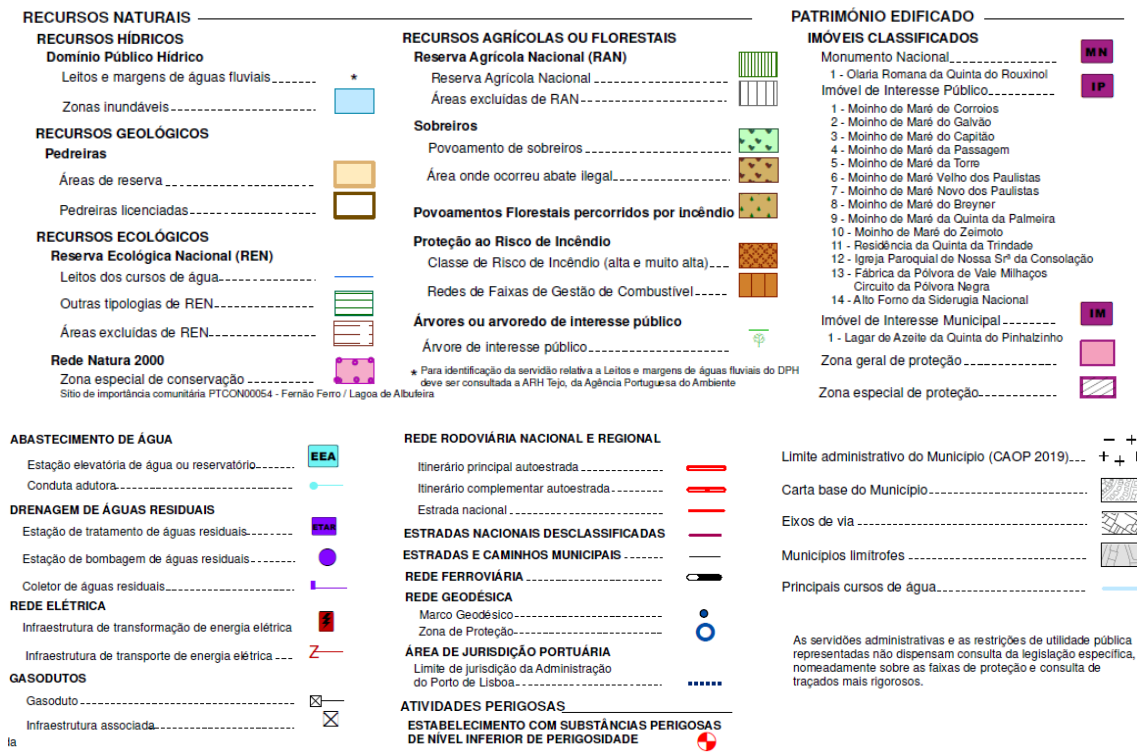 RECURSOS NATURAIS
RECURSOS HÍDRICOS
Domínio Público Hídrico
Leitos e margens de águas fluviais *
Zonas inundáveis
RECURSOS GEOLÓGICOS
Pedreiras
Áreas de reserva
Pedreiras licenciadas
RECURSOS ECOLÓGICOS
Reserva Ecológica Nacional (REN)
Leitos dos cursos de água
Outras tipologias de REN
Áreas excluídas de REN
Rede Natura 2000
Zona especial de conservação
Sítio de importância comunitária PTCON00054 - Fernão Ferro / Lagoa de Albufeira
RECURSOS AGRÍCOLAS OU FLORESTAIS
Reserva Agrícola Nacional (RAN)
Reserva Agrícola Nacional
Áreas excluídas de RAN
Sobreiros
Povoamento de sobreiros
Área onde ocorreu abate ilegal
Povoamentos Florestais percorridos por incêndio
Proteção ao Risco de Incêndio
Classe de Risco de Incêndio (alta e muito alta)
Redes de Faixas de Gestão de Combustível
Árvores ou arvoredo de interesse público
Árvore de interesse público
* Para identificação da servidão relativa a Leitos e margens de águas fluviais do DPH
deve ser consultada a ARH Tejo, da Agência Portuguesa do Ambiente
PATRIMÓNIO EDIFICADO
IMÓVEIS CLASSIFICADOS
Monumento Nacional MN
1 - Olaria Romana da Quinta do Rouxinol
Imóvel de Interesse Público IP
1 - Moinho de Maré de Corroios
2 - Moinho de Maré do Galvão
3 - Moinho de Maré do Capitão
4 - Moinho de Maré da Passagem
5 - Moinho de Maré da Torre
6 - Moinho de Maré Velho dos Paulistas
7 - Moinho de Maré Novo dos Paulistas
8 - Moinho de Maré do Breyner
9 - Moinho de Maré da Quinta da Palmeira
10 - Moinho de Maré do Zeimoto
11 - Residência da Quinta da Trindade
12 - Igreja Paroquial de Nossa Srª da Consolação
13 - Fábrica da Pólvora de Vale Milhaços
Circuito da Pólvora Negra
14 - Alto Forno da Siderugia Nacional
Imóvel de Interesse Municipal IM
1 - Lagar de Azeite da Quinta do Pinhalzinho
Zona geral de proteção
Zona especial de proteção
ABASTECIMENTO DE ÁGUA
Estação elevatória de água ou reservatório EEA
Conduta adutora
DRENAGEM DE ÁGUAS RESIDUAIS
Estação de tratamento de águas residuais ETAR
Estação de bombagem de águas residuais
Coletor de águas residuais
REDE ELÉTRICA
Infraestrutura de transformação de energia elétrica
Infraestrutura de transporte de energia elétrica Z
GASODUTOS
Gasoduto
Infraestrutura associada
da
REDE RODOVIÁRIA NACIONAL E REGIONAL
Itinerário principal autoestrada
Itinerário complementar autoestrada
Estrada nacional
ESTRADAS NACIONAIS DESCLASSIFICADAS
ESTRADAS E CAMINHOS MUNICIPAIS
REDE FERROVIÁRIA
REDE GEODÉSICA
Marco Geodésico
Zona de Proteção
ÁREA DE JURISDIÇÃO PORTUÁRIA
Limite de jurisdição da Administração
do Porto de Lisboa
ATIVIDADES PERIGOSAS
ESTABELECIMENTO COM SUBSTÂNCIAS PERIGOSAS
DE NÍVEL INFERIOR DE PERIGOSIDADE
Limite administrativo do Município (CAOP 2019)
Carta base do Município
Eixos de via
Municípios limítrofes
Principais cursos de água
As servidões administrativas e as restrições de utilidade pública
representadas não dispensam consulta da legislação específica,
nomeadamente sobre as faixas de proteção e consulta de
traçados mais rigorosos.